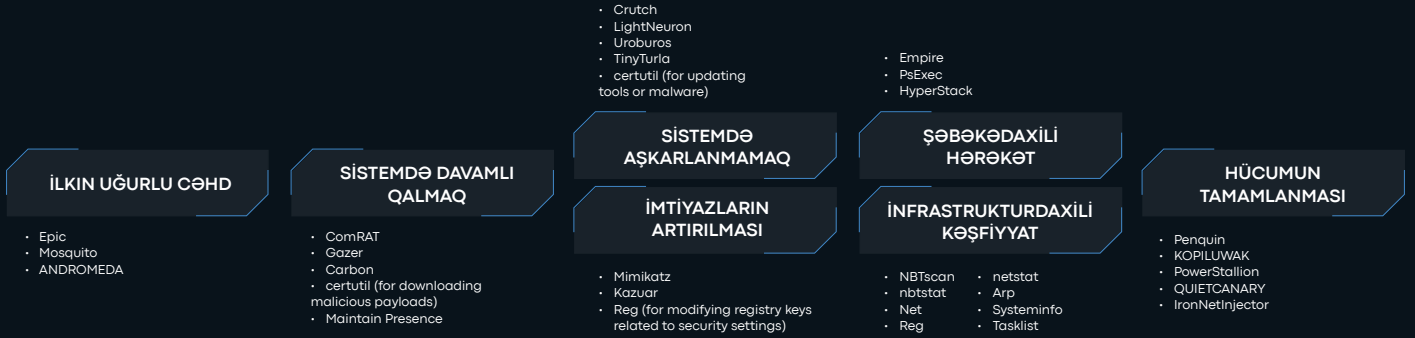 İLKIN UĞURLU CƏHD
• Epic
• Mosquito
• ANDROMEDA
SİSTEMDƏ DAVAMLI
QALMAQ
• ComRAT
• Gazer
• Carbon
• certutil (for downloading
malicious payloads)
• Maintain Presence
• Crutch
• LightNeuron
• Uroburos
• TinyTurla
• certutil (for updating
tools or malware)
SİSTEMDƏ
AŞKARLANMAMAQ
İMTİYAZLARIN
ARTIRILMASI
• Mimikatz
• Kazuar
• Reg (for modifying registry keys
related to security settings)
• Empire
• PsExec
• HyperStack
ŞƏBƏKƏDAXİLİ
HƏRƏKƏT
İNFRASTRUKTURDAXİLİ
KƏŞFİYYAT
• NBTscan
• nbtstat
• Net
• Reg
• netstat
• Arp
• Systeminfo
• Tasklist
HÜCUMUN
TAMAMLANMASI
• Penquin
• KOPILUWAK
• PowerStallion
• QUIETCANARY
• IronNetInjector